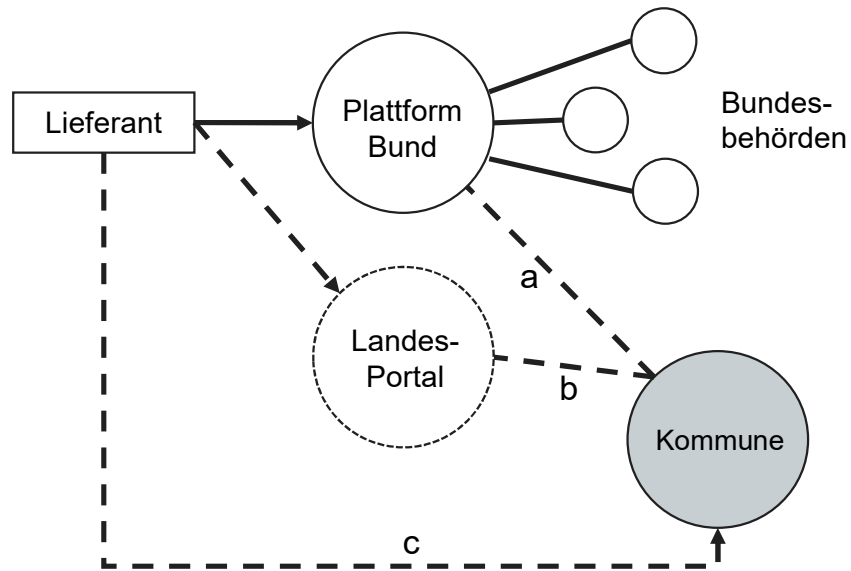 Lieferant
Plattform
Bund
Bundes-
behörden
a
Landes-
Portal
b
Kommune
c